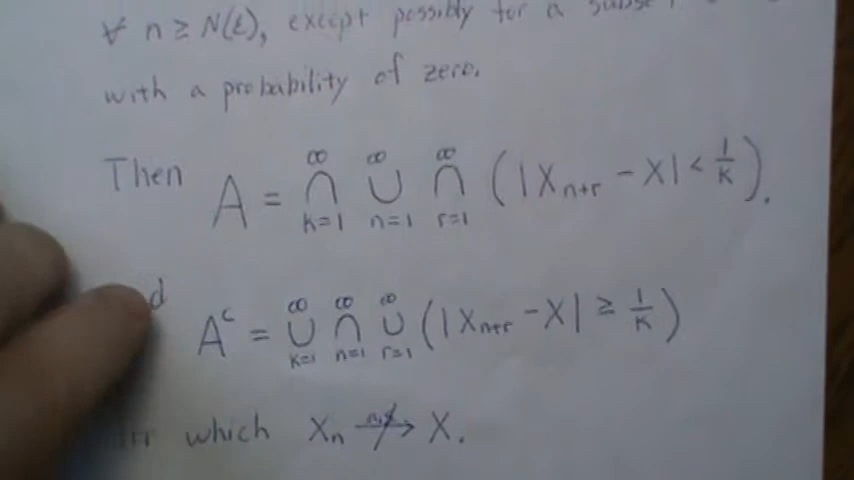 ∀ n ≥ N(ε), except possibly for a
with a probability of zero.
Then A = ∞∩k=1 ∞∪n=1 ∞∩r=1 (|X_{n+r} - X| < 1/k).
A^c = ∞∪k=1 ∞∩n=1 ∞∪r=1 (|X_{n+r} - X| ≥ 1/k)
which X_n ↛ X.